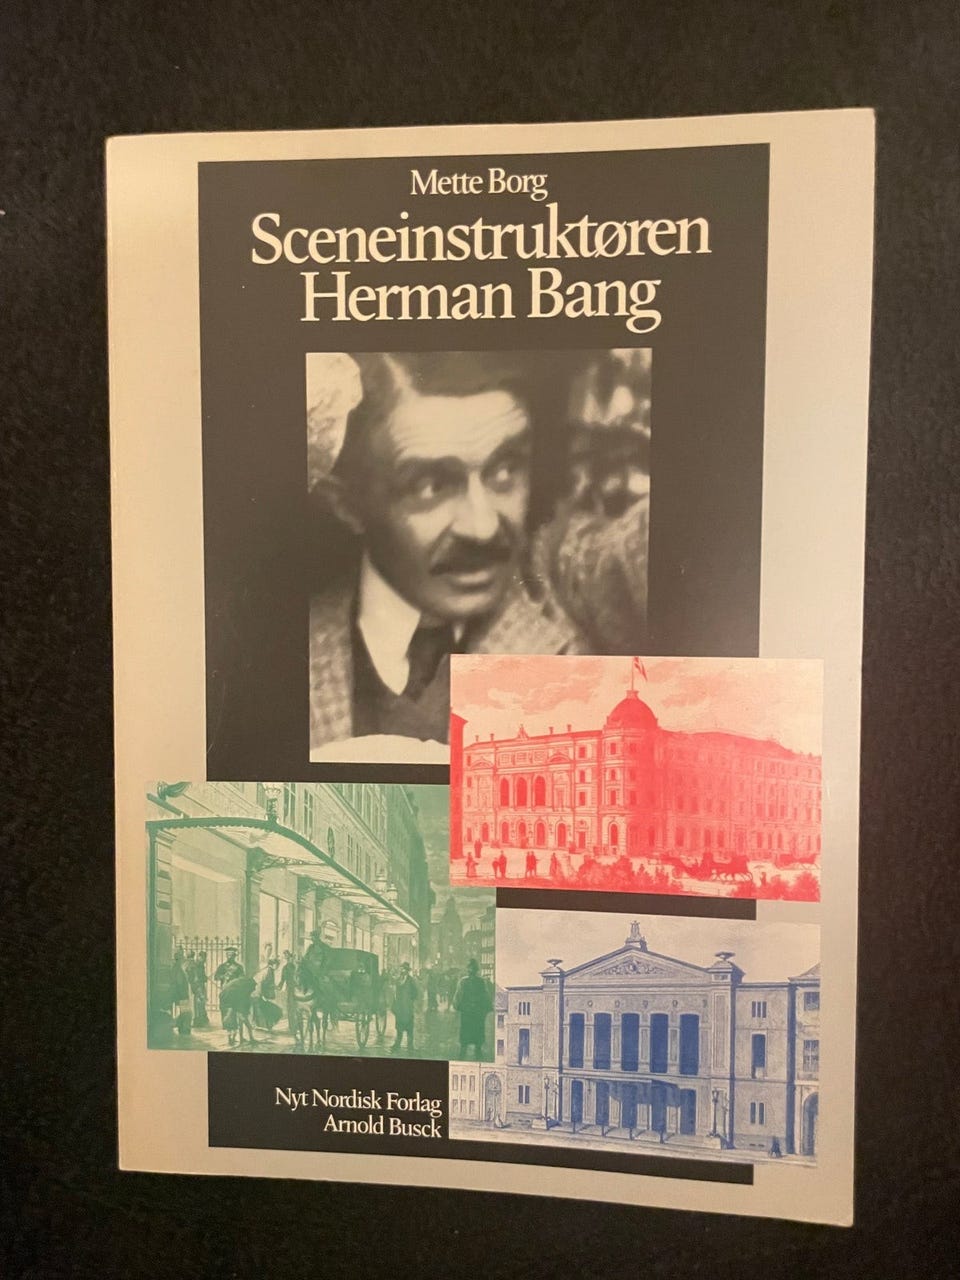 Mette Borg
Sceneinstruktøren
Herman Bang
Nyt Nordisk Forlag
Arnold Busck